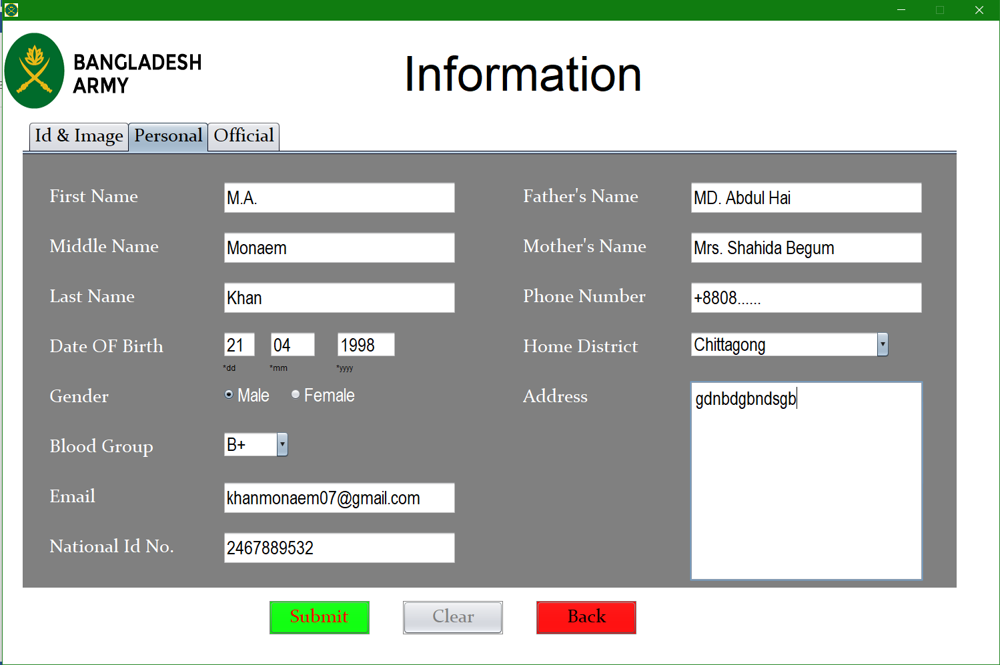 BANGLADESH
ARMY
Information
Id & Image Personal Official
First Name M.A.
Middle Name Monaem
Last Name Khan
Date OF Birth 21 04 1998
*dd *mm *yyyy
Gender Male Female
Blood Group B+
Email khanmonaem07@gmail.com
National Id No. 2467889532
Father's Name MD. Abdul Hai
Mother's Name Mrs. Shahida Begum
Phone Number +8808......
Home District Chittagong
Address gdnbdgbndsgb
Submit Clear Back